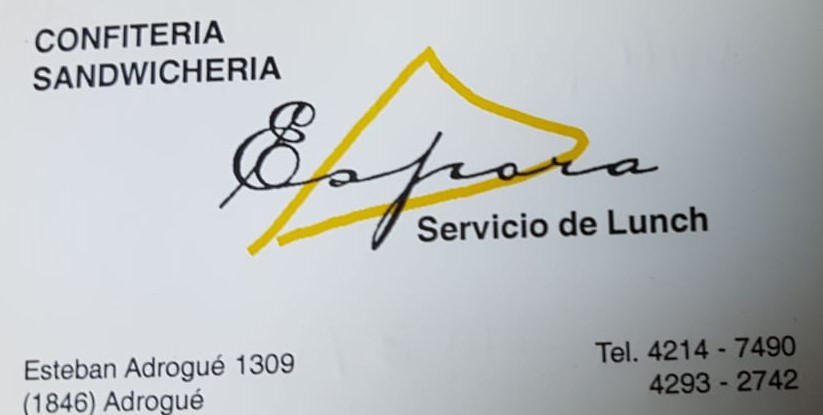 CONFITERIA
SANDWICHERIA
Espora
Servicio de Lunch
Esteban Adrogué 1309
(1846) Adrogué
Tel. 4214 - 7490
4293 - 2742